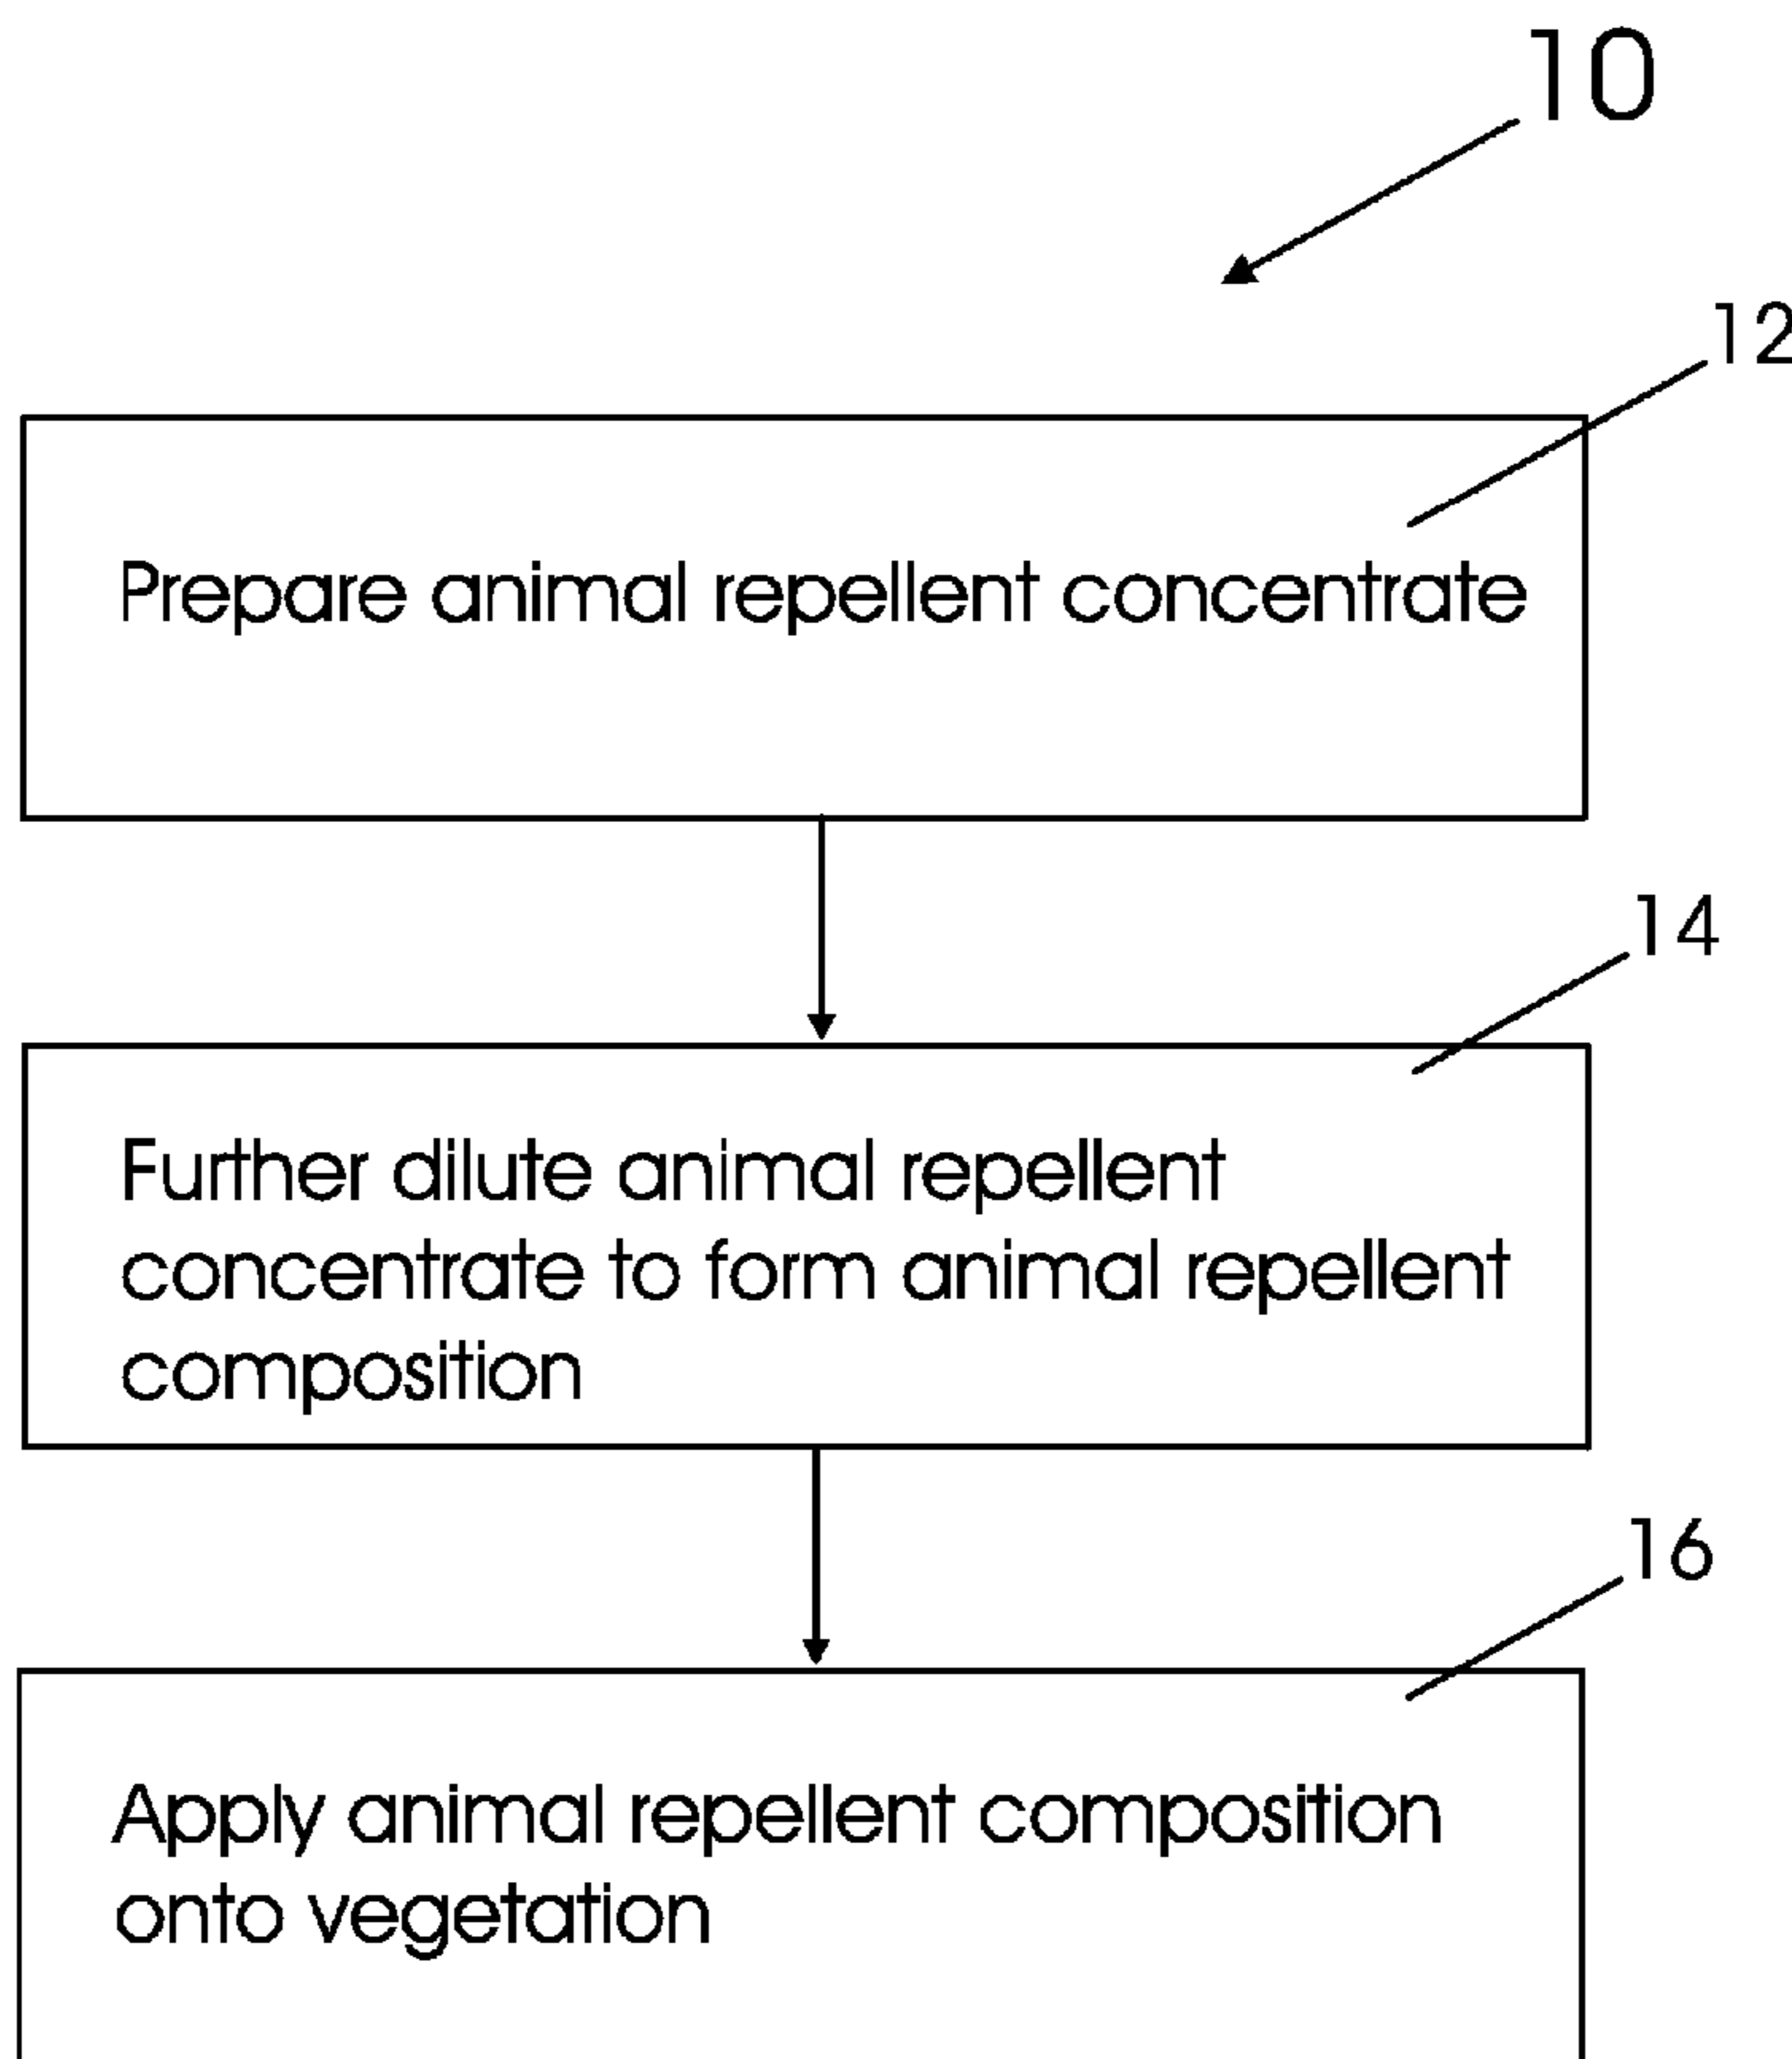 10
12
Prepare animal repellent concentrate
14
Further dilute animal repellent
concentrate to form animal repellent
composition
16
Apply animal repellent composition
onto vegetation